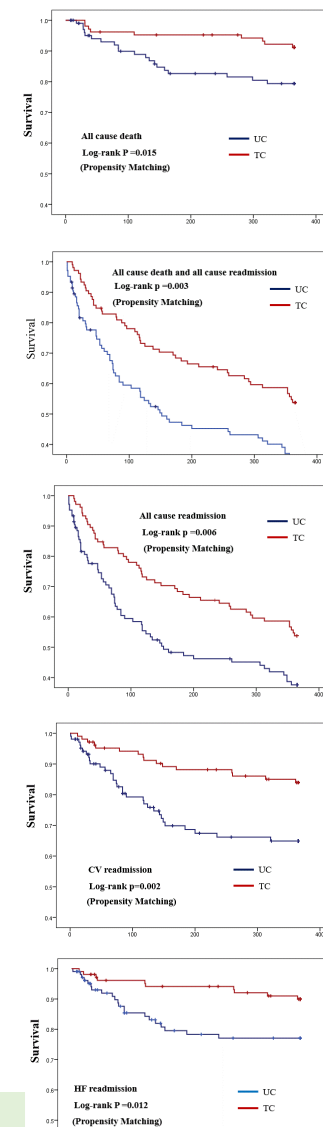 1.0
0.9
0.8
0.7
0.6
0.5
0.4
Survival
All cause death
Log-rank P =0.015
(Propensity Matching)
UC
TC
0
100
200
300
400
1.0
0.9
0.8
0.7
0.6
0.5
0.4
Survival
All cause death and all cause readmission
Log-rank p =0.003
(Propensity Matching)
UC
TC
0
100
200
300
400
1.0
0.9
0.8
0.7
0.6
0.5
0.4
Survival
All cause readmission
Log-rank p =0.006
(Propensity Matching)
UC
TC
0
100
200
300
400
1.0
0.9
0.8
0.7
0.6
0.5
0.4
Survival
CV readmission
Log-rank p=0.002
(Propensity Matching)
UC
TC
0
100
200
300
400
1.0
0.9
0.8
0.7
0.6
0.5
Survival
HF readmission
Log-rank P =0.012
(Propensity Matching)
UC
TC